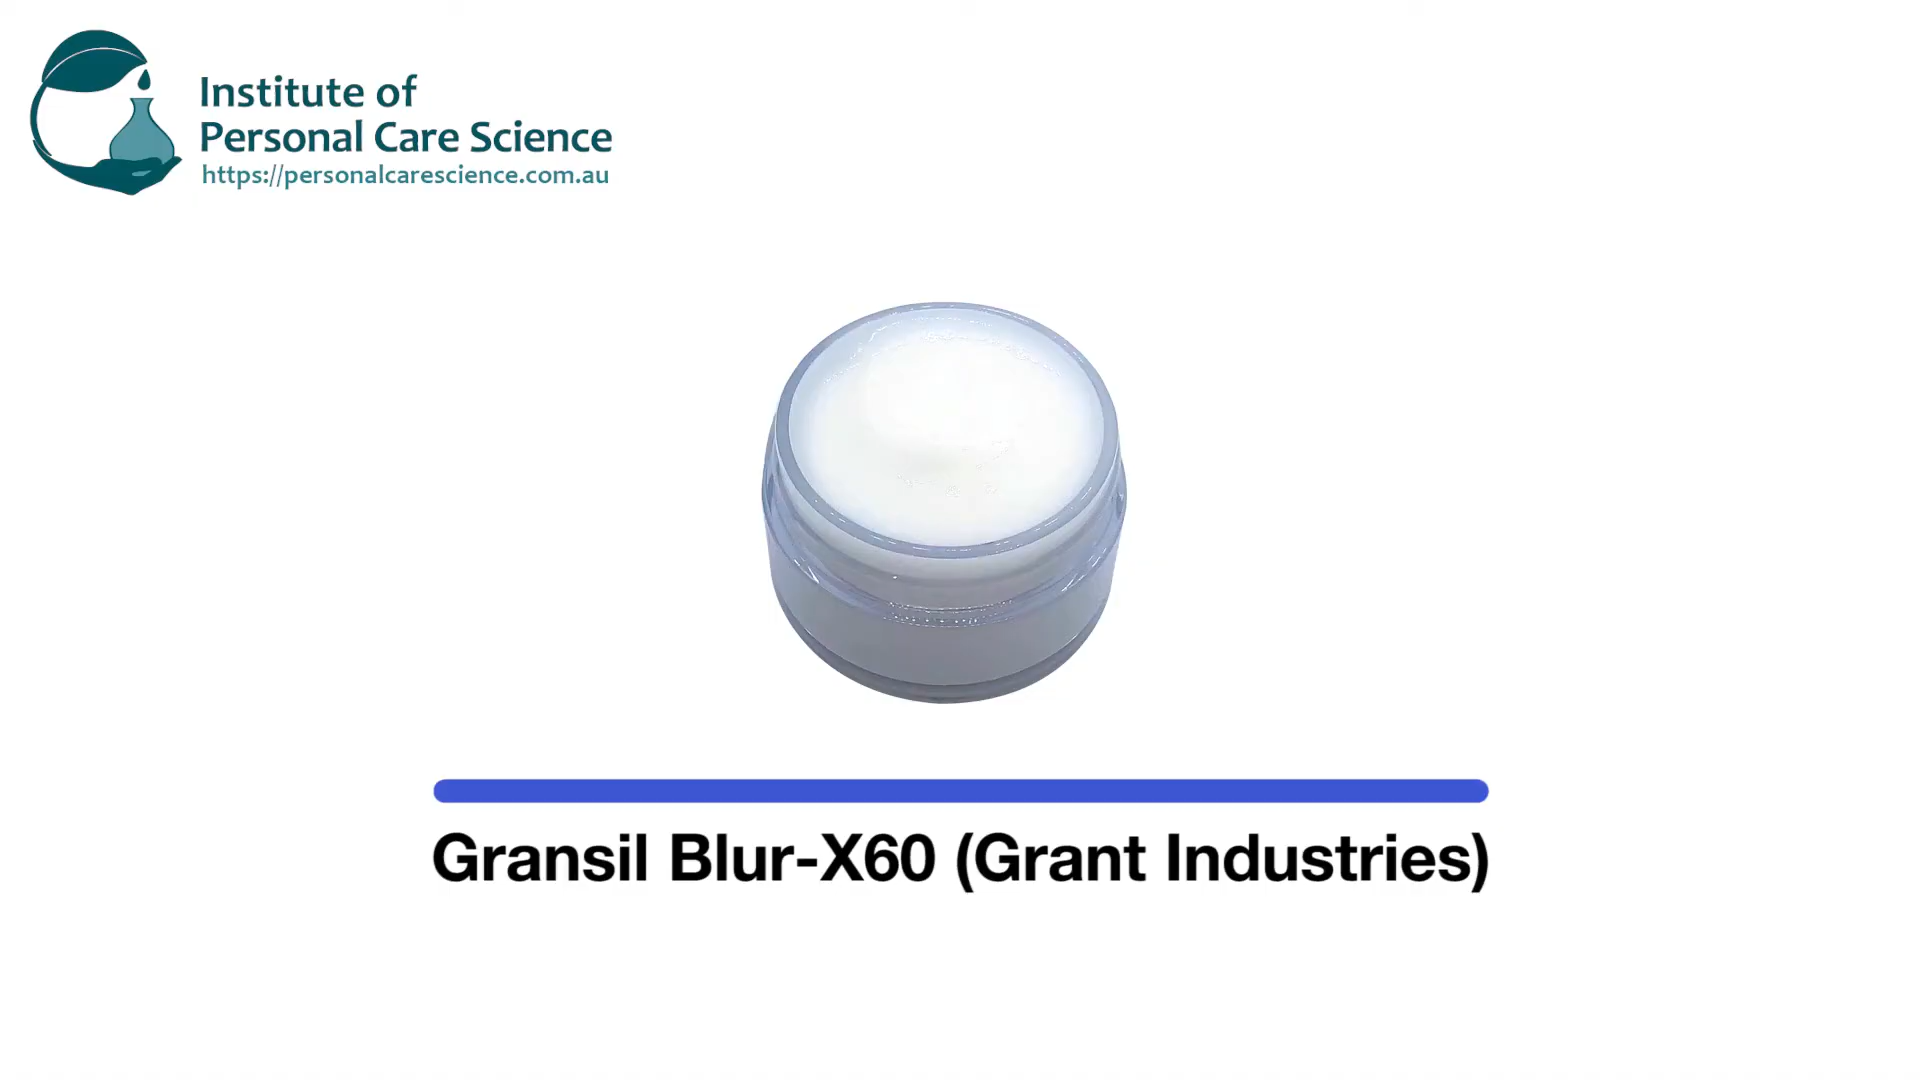 Institute of
Personal Care Science
https://personalcarescience.com.au
Gransil Blur-X60 (Grant Industries)